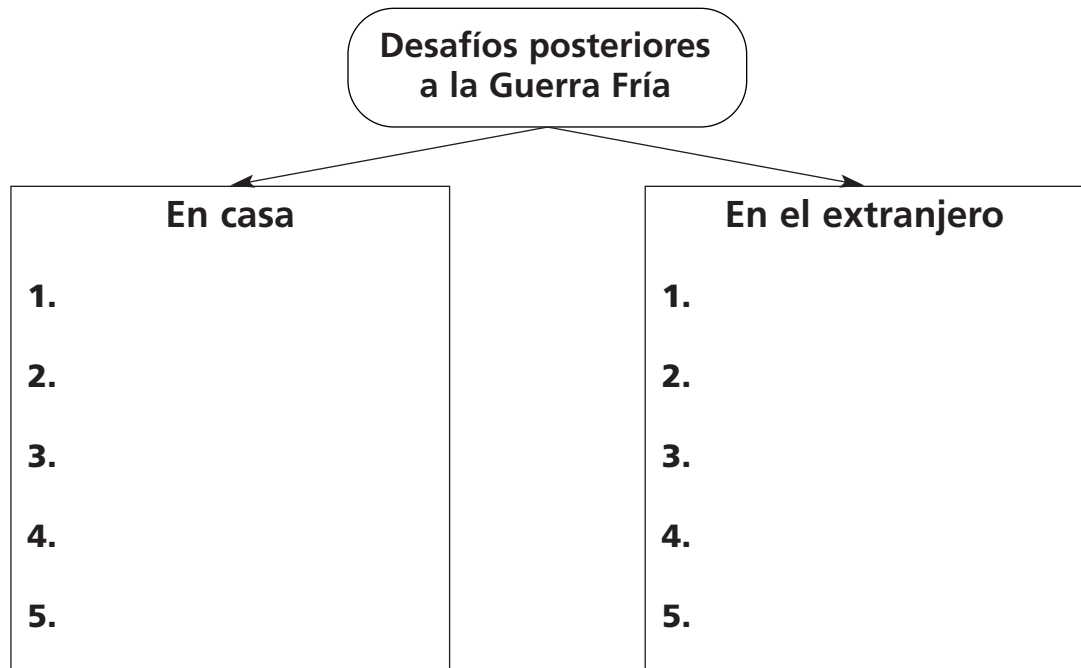 Desafíos posteriores
a la Guerra Fría
En casa
1.
2.
3.
4.
5.
En el extranjero
1.
2.
3.
4.
5.